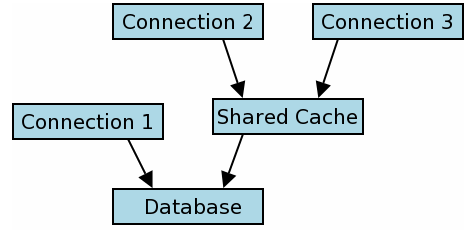 Connection 2
Connection 3
Shared Cache
Connection 1
Database